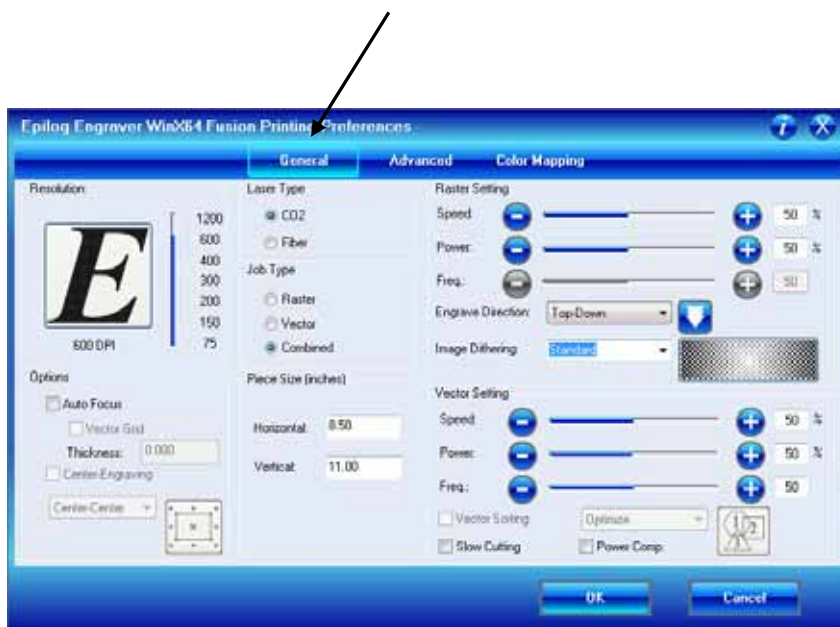 Epilog Engraver WinX64 Fusion Printing Preferences
General Advanced Color Mapping
Resolution
1200
600
400
300
200
150
75
600 DPI
Options
Auto Focus
Vector Grid
Thickness: 0.000
Center-Engraving
Center-Center
Laser Type
CO2
Fiber
Job Type
Raster
Vector
Combined
Piece Size (inches)
Horizontal: 8.50
Vertical: 11.00
Raster Setting
Speed: 50 %
Power: 50 %
Freq.: 50
Engrave Direction: Top-Down
Image Dithering: Standard
Vector Setting
Speed: 50 %
Power: 50 %
Freq.: 50
Vector Sorting Optimize
1 2
Slow Cutting Power Comp.
OK Cancel